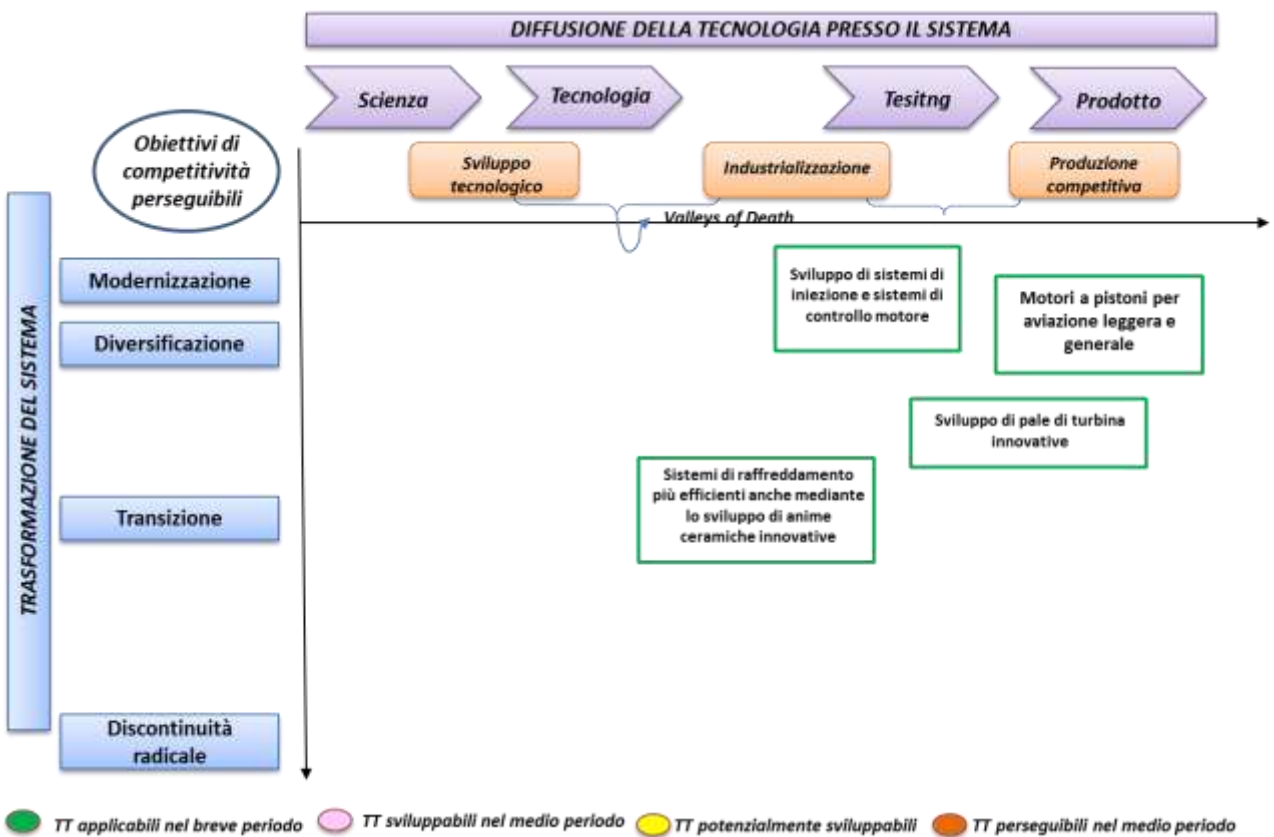 DIFFUSIONE DELLA TECNOLOGIA PRESSO IL SISTEMA
Scienza
Tecnologia
Tesitng
Prodotto
Obiettivi di
competitività
perseguibili
Sviluppo
tecnologico
Industrializzazione
Produzione
competitiva
Valleys of Death
TRASFORMAZIONE DEL SISTEMA
Modernizzazione
Diversificazione
Transizione
Discontinuità
radicale
Sviluppo di sistemi di
iniezione e sistemi di
controllo motore
Motori a pistoni per
aviazione leggera e
generale
Sviluppo di pale di turbina
innovative
Sistemi di raffreddamento
più efficienti anche mediante
lo sviluppo di anime
ceramiche innovative
TT applicabili nel breve periodo
TT sviluppabili nel medio periodo
TT potenzialmente sviluppabili
TT perseguibili nel medio periodo